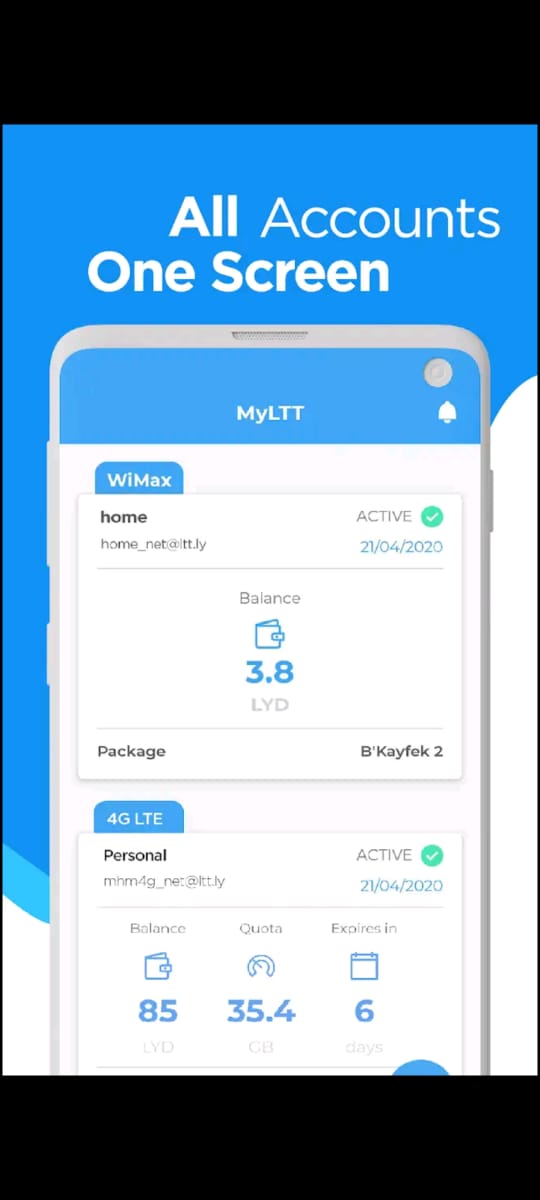 All Accounts
One Screen
MyLTT
WiMax
home
ACTIVE
home_net@ltt.ly
21/04/2020
Balance
3.8
LYD
Package
B'Kayfek 2
4G LTE
Personal
ACTIVE
mhm4g_net@ltt.ly
21/04/2020
Balance
Quota
Expires in
85
35.4
6
LYD
GB
days